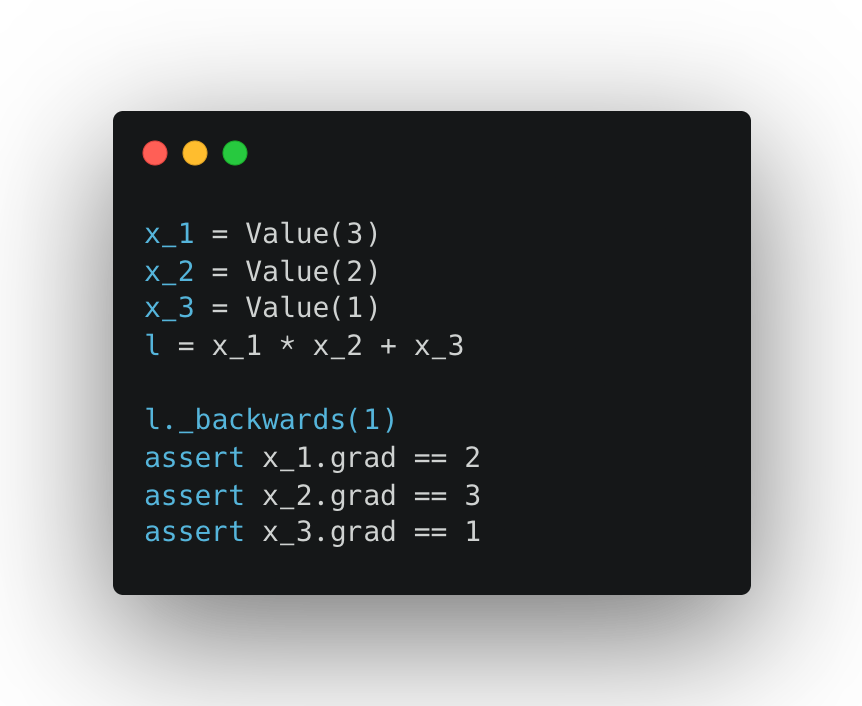 x_1 = Value(3)
x_2 = Value(2)
x_3 = Value(1)
l = x_1 * x_2 + x_3
l._backwards(1)
assert x_1.grad == 2
assert x_2.grad == 3
assert x_3.grad == 1